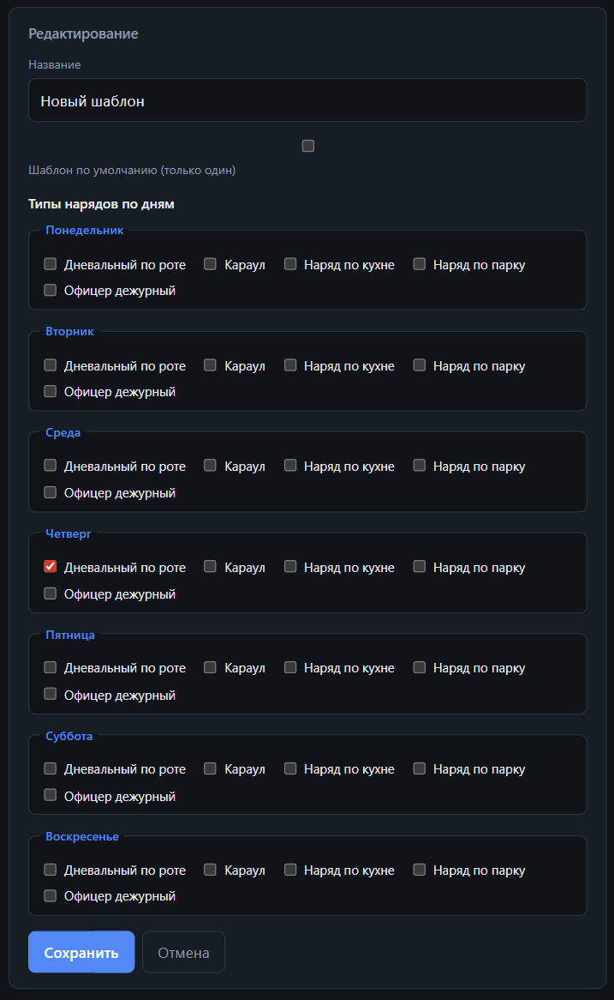 Редактирование
Название
Новый шаблон
Шаблон по умолчанию (только один)
Типы нарядов по дням
Понедельник
Дневальный по роте Караул Наряд по кухне Наряд по парку
Офицер дежурный
Вторник
Дневальный по роте Караул Наряд по кухне Наряд по парку
Офицер дежурный
Среда
Дневальный по роте Караул Наряд по кухне Наряд по парку
Офицер дежурный
Четверг
Дневальный по роте Караул Наряд по кухне Наряд по парку
Офицер дежурный
Пятница
Дневальный по роте Караул Наряд по кухне Наряд по парку
Офицер дежурный
Суббота
Дневальный по роте Караул Наряд по кухне Наряд по парку
Офицер дежурный
Воскресенье
Дневальный по роте Караул Наряд по кухне Наряд по парку
Офицер дежурный
Сохранить Отмена